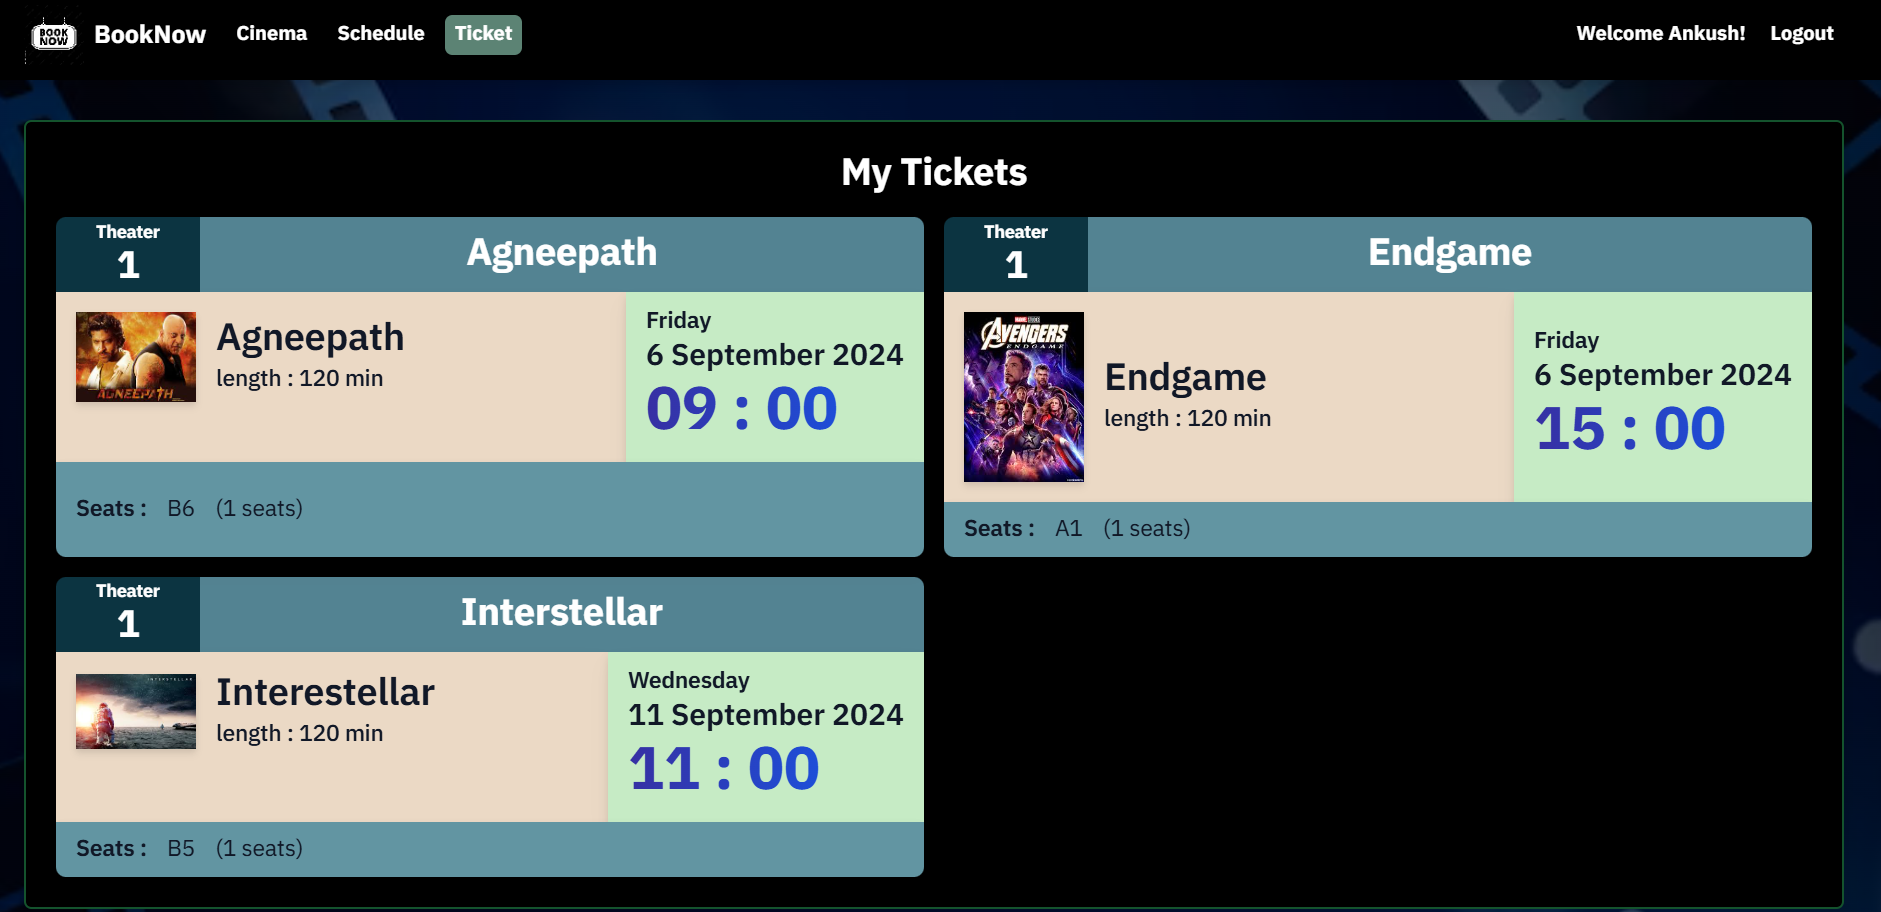 BOOK
NOW
BookNow
Cinema
Schedule
Ticket
Welcome Ankush!
Logout
My Tickets
Theater
1
Agneepath
AGNEEPATH
Agneepath
length : 120 min
Friday
6 September 2024
09 : 00
Seats : B6 (1 seats)
Theater
1
Endgame
MARVEL STUDIOS
AVENGERS
ENDGAME
Endgame
length : 120 min
Friday
6 September 2024
15 : 00
Seats : A1 (1 seats)
Theater
1
Interstellar
INTERSTELLAR
Interestellar
length : 120 min
Wednesday
11 September 2024
11 : 00
Seats : B5 (1 seats)